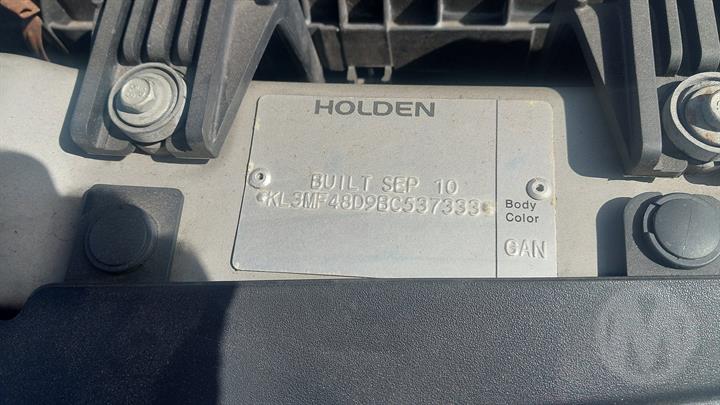 HOLDEN
BUILT SEP 10
*KL3MF48D9BC537333*
Body
Color
GAN